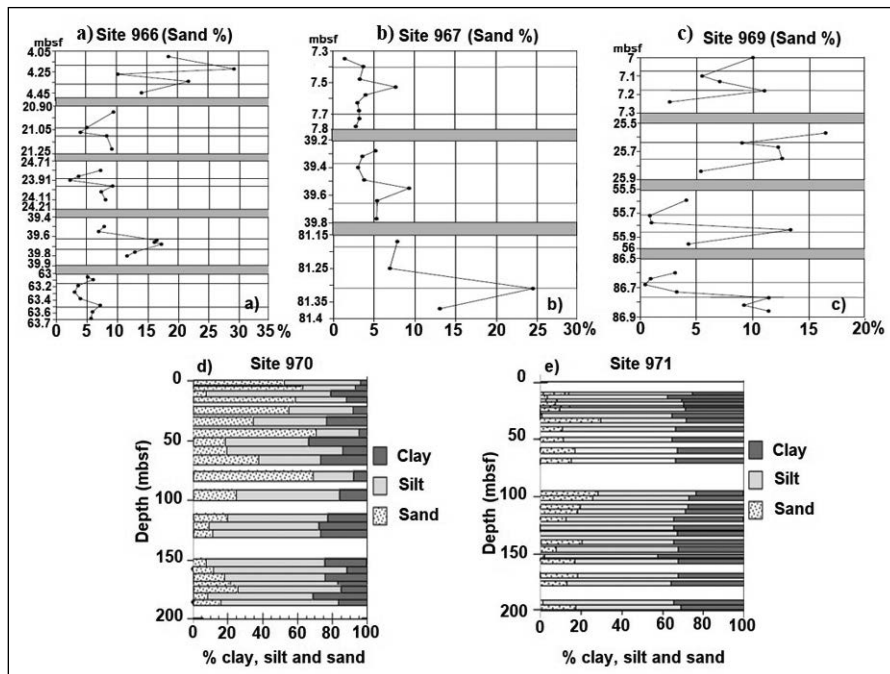 a) Site 966 (Sand %)
mbsf
4.05
4.25
4.45
20.90
21.05
21.25
24.71
23.91
24.11
24.21
39.4
39.6
39.8
39.9
63
63.2
63.4
63.6
63.7
0 5 10 15 20 25 30 35 %
a)
b) Site 967 (Sand %)
mbsf
7.3
7.5
7.7
7.8
39.2
39.4
39.6
39.8
81.15
81.25
81.35
81.4
0 5 10 15 20 25 30%
b)
c) Site 969 (Sand %)
mbsf
7
7.1
7.2
7.3
25.5
25.7
25.9
55.5
55.7
55.9
56
86.5
86.7
86.9
0 5 10 15 20%
c)
d) Site 970
Depth (mbsf)
0
50
100
150
200
0 20 40 60 80 100
% clay, silt and sand
Clay
Silt
Sand
e) Site 971
Depth (mbsf)
0
50
100
150
200
0 20 40 60 80 100
% clay, silt and sand
Clay
Silt
Sand